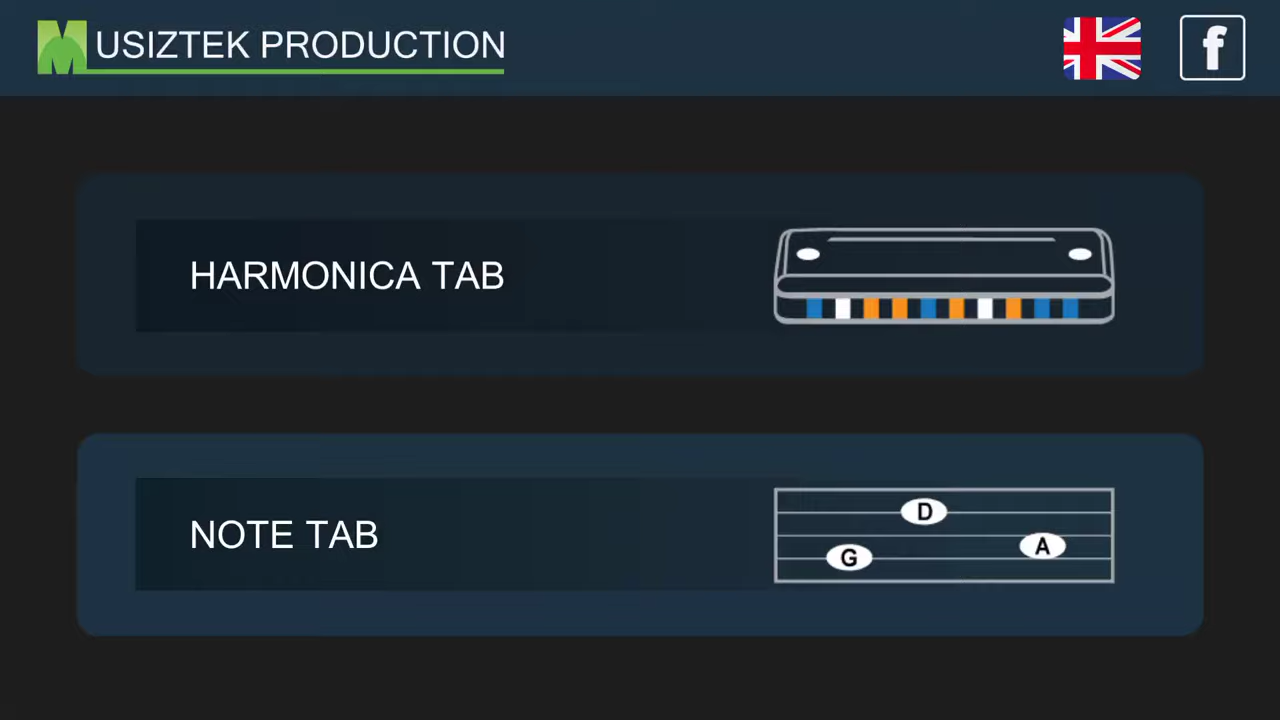 MUSIZTEK PRODUCTION
f
HARMONICA TAB
NOTE TAB
D
A
G